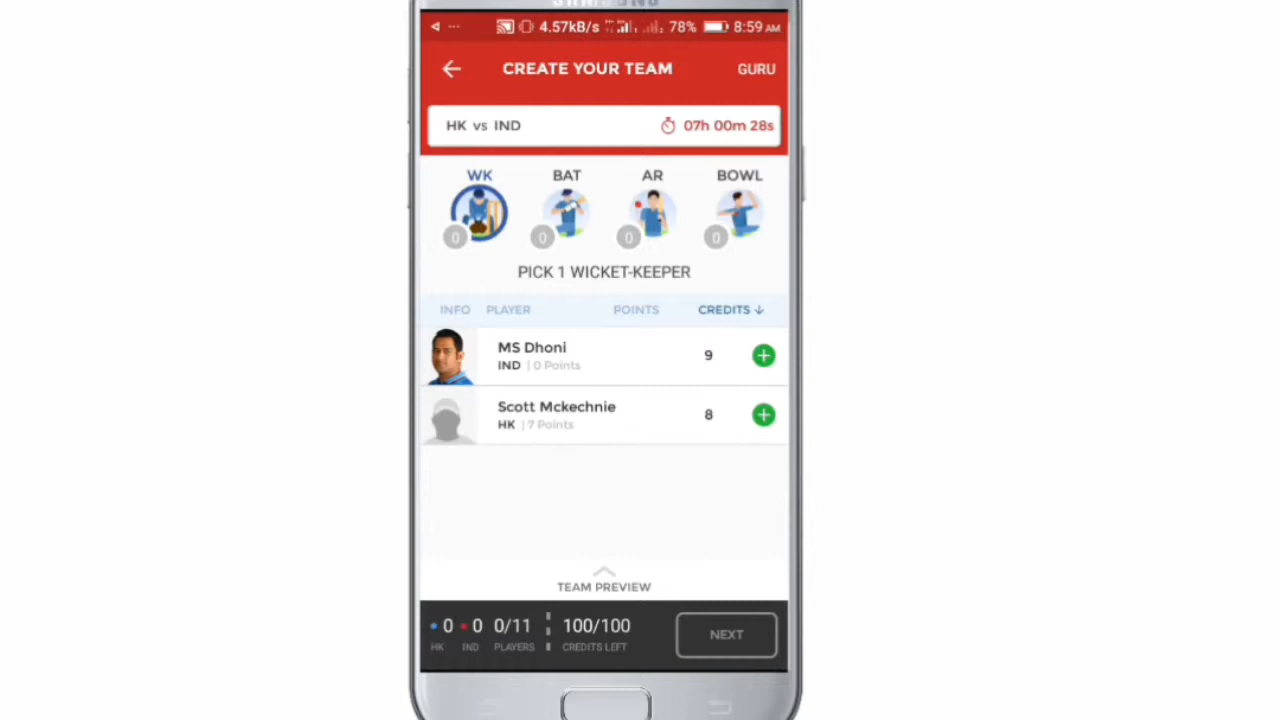 4.57kB/s 78% 8:59 AM
CREATE YOUR TEAM GURU
HK vs IND 07h 00m 28s
WK BAT AR BOWL
0 0 0 0
PICK 1 WICKET-KEEPER
INFO PLAYER POINTS CREDITS ↓
MS Dhoni 9
IND | 0 Points
Scott Mckechnie 8
HK | 7 Points
TEAM PREVIEW
0 0 0/11 100/100 NEXT
HK IND PLAYERS CREDITS LEFT